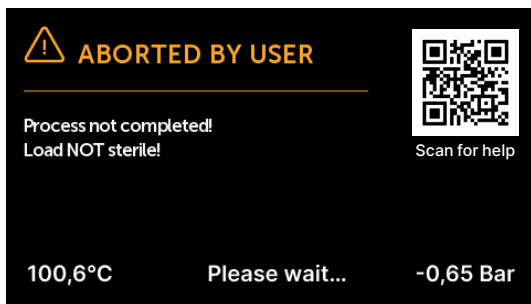 ABORTED BY USER
Process not completed!
Load NOT sterile!
Scan for help
100,6°C
Please wait...
-0,65 Bar